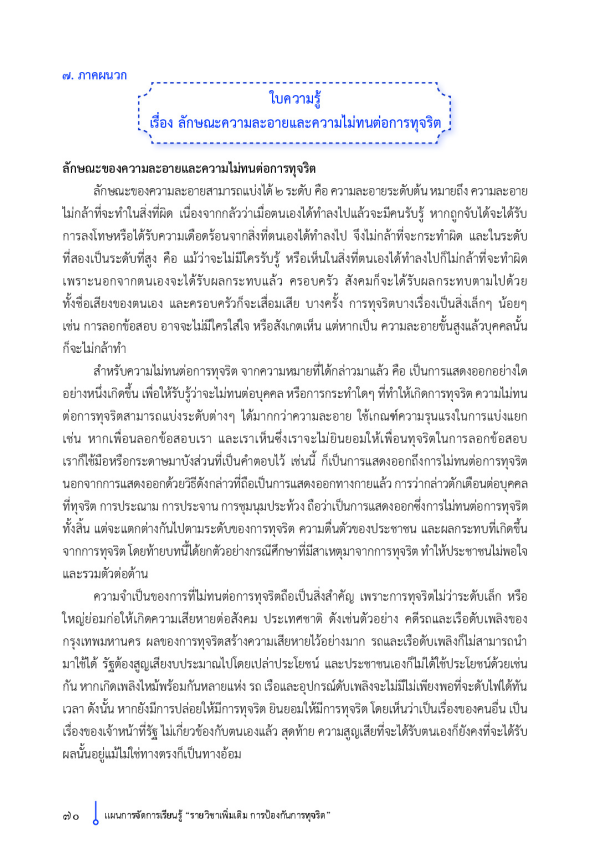 ๗. ภาคผนวก
ใบความรู้
เรื่อง ลักษณะความละอายและความไม่ทนต่อการทุจริต
ลักษณะของความละอายและความไม่ทนต่อการทุจริต
ลักษณะของความละอายสามารถแบ่งได้ ๒ ระดับ คือ ความละอายระดับต้น หมายถึง ความละอาย
ไม่กล้าที่จะทำในสิ่งที่ผิด เนื่องจากกลัวว่าเมื่อตนเองได้ทำลงไปแล้วจะมีคนรับรู้ หากถูกจับได้จะได้รับ
การลงโทษหรือได้รับความเดือดร้อนจากสิ่งที่ตนเองได้ทำลงไป จึงไม่กล้าที่จะกระทำผิด และในระดับ
ที่สองเป็นระดับที่สูง คือ แม้ว่าจะไม่มีใครรับรู้ หรือเห็นในสิ่งที่ตนเองได้ทำลงไปก็ไม่กล้าที่จะทำผิด
เพราะนอกจากตนเองจะได้รับผลกระทบแล้ว ครอบครัว สังคมก็จะได้รับผลกระทบตามไปด้วย
ทั้งชื่อเสียงของตนเอง และครอบครัวก็จะเสื่อมเสีย บางครั้ง การทุจริตบางเรื่องเป็นสิ่งเล็กๆ น้อยๆ
เช่น การลอกข้อสอบ อาจจะไม่มีใครใส่ใจ หรือสังเกตเห็น แต่หากเป็น ความละอายขั้นสูงแล้วบุคคลนั้น
ก็จะไม่กล้าทำ
สำหรับความไม่ทนต่อการทุจริต จากความหมายที่ได้กล่าวมาแล้ว คือ เป็นการแสดงออกอย่างใด
อย่างหนึ่งเกิดขึ้น เพื่อให้รับรู้ว่าจะไม่ทนต่อบุคคล หรือการกระทำใดๆ ที่ทำให้เกิดการทุจริต ความไม่ทน
ต่อการทุจริตสามารถแบ่งระดับต่างๆ ได้มากกว่าความละอาย ใช้เกณฑ์ความรุนแรงในการแบ่งแยก
เช่น หากเพื่อนลอกข้อสอบเรา และเราเห็นซึ่งเราจะไม่ยินยอมให้เพื่อนทุจริตในการลอกข้อสอบ
เราก็ใช้มือหรือกระดาษมาบังส่วนที่เป็นคำตอบไว้ เช่นนี้ ก็เป็นการแสดงออกถึงการไม่ทนต่อการทุจริต
นอกจากการแสดงออกด้วยวิธีดังกล่าวที่ถือเป็นการแสดงออกทางกายแล้ว การว่ากล่าวตักเตือนต่อบุคคล
ที่ทุจริต การประณาม การประจาน การชุมนุมประท้วง ถือว่าเป็นการแสดงออกซึ่งการไม่ทนต่อการทุจริต
ทั้งสิ้น แต่จะแตกต่างกันไปตามระดับของการทุจริต ความตื่นตัวของประชาชน และผลกระทบที่เกิดขึ้น
จากการทุจริต โดยท้ายบทนี้ได้ยกตัวอย่างกรณีศึกษาที่มีสาเหตุมาจากการทุจริต ทำให้ประชาชนไม่พอใจ
และรวมตัวต่อต้าน
ความจำเป็นของการที่ไม่ทนต่อการทุจริตถือเป็นสิ่งสำคัญ เพราะการทุจริตไม่ว่าระดับเล็ก หรือ
ใหญ่ย่อมก่อให้เกิดความเสียหายต่อสังคม ประเทศชาติ ดังเช่นตัวอย่าง คดีรถและเรือดับเพลิงของ
กรุงเทพมหานคร ผลของการทุจริตสร้างความเสียหายไว้อย่างมาก รถและเรือดับเพลิงก็ไม่สามารถนำ
มาใช้ได้ รัฐต้องสูญเสียงบประมาณไปโดยเปล่าประโยชน์ และประชาชนเองก็ไม่ได้ใช้ประโยชน์ด้วยเช่น
กัน หากเกิดเพลิงไหม้พร้อมกันหลายแห่ง รถ เรือและอุปกรณ์ดับเพลิงจะไม่มีไม่เพียงพอที่จะดับไฟได้ทัน
เวลา ดังนั้น หากยังมีการปล่อยให้มีการทุจริต ยินยอมให้มีการทุจริต โดยเห็นว่าเป็นเรื่องของคนอื่น เป็น
เรื่องของเจ้าหน้าที่รัฐ ไม่เกี่ยวข้องกับตนเองแล้ว สุดท้าย ความสูญเสียที่จะได้รับตนเองก็ยังคงที่จะได้รับ
ผลนั้นอยู่แม้ไม่ใช่ทางตรงก็เป็นทางอ้อม
๗๐ แผนการจัดการเรียนรู้ “รายวิชาเพิ่มเติม การป้องกันการทุจริต”